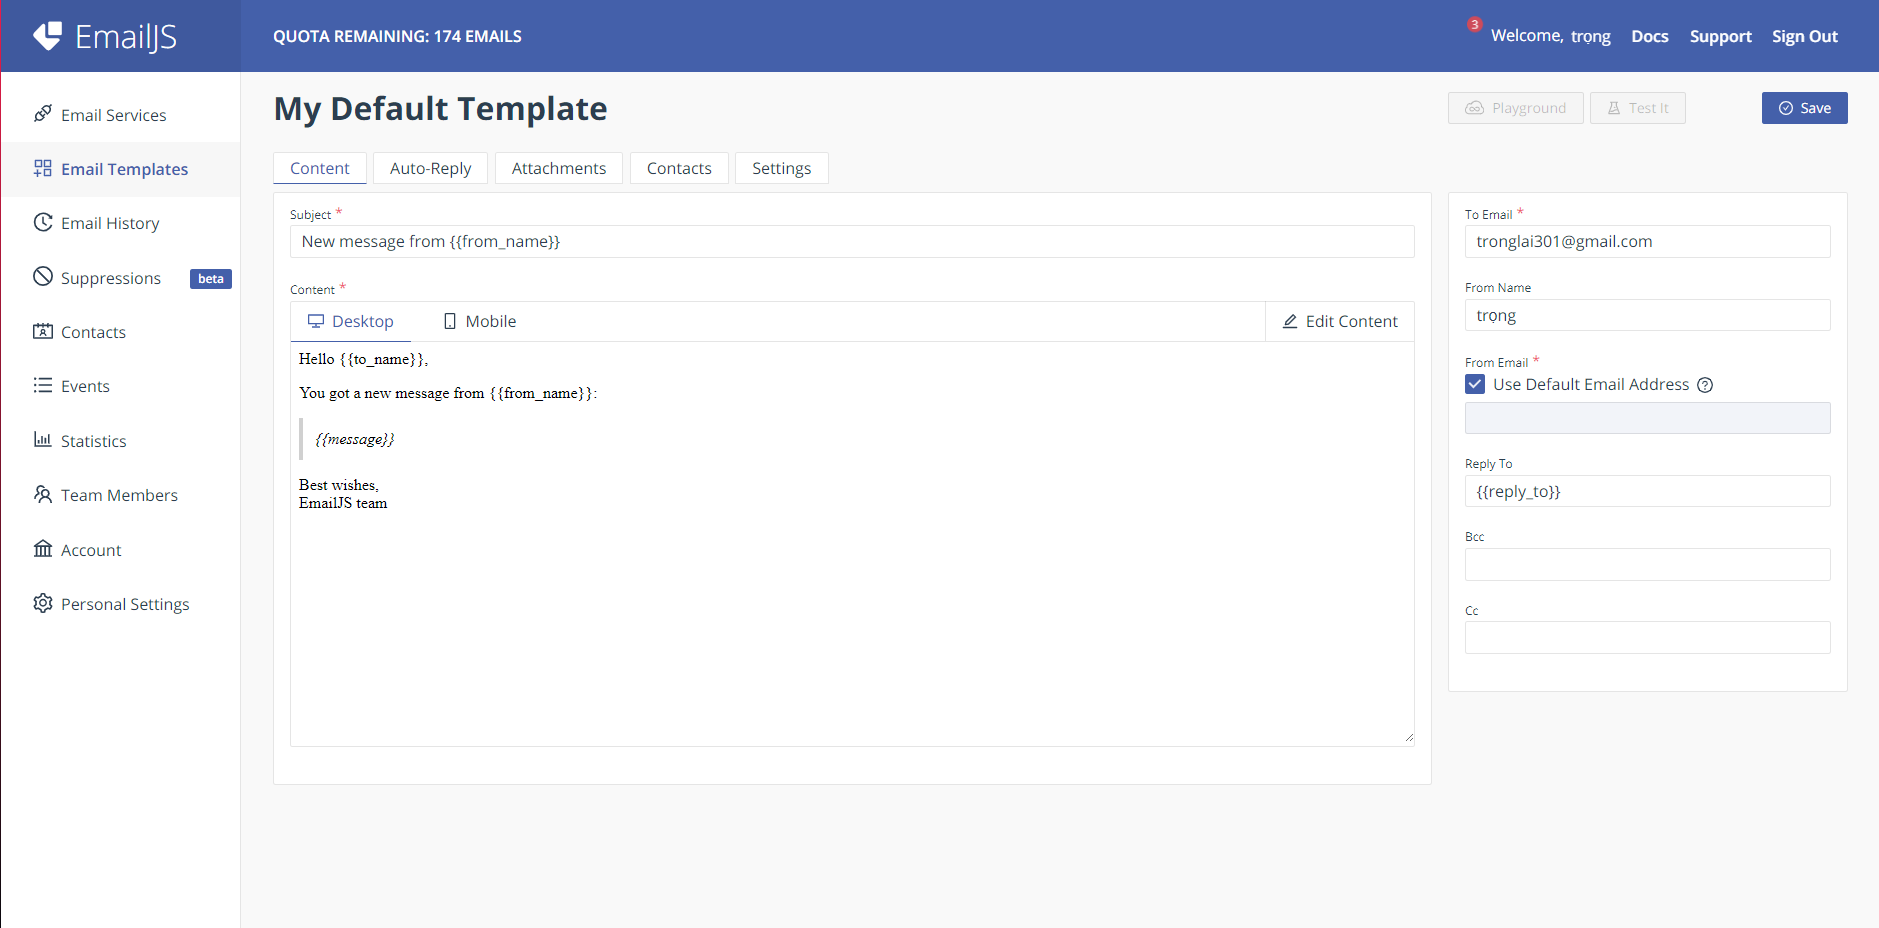 EmailJS
QUOTA REMAINING: 174 EMAILS
3
Welcome, trọng
Docs
Support
Sign Out
Email Services
Email Templates
Email History
Suppressions
beta
Contacts
Events
Statistics
Team Members
Account
Personal Settings
My Default Template
Playground
Test It
Save
Content
Auto-Reply
Attachments
Contacts
Settings
Subject *
New message from {{from_name}}
Content *
Desktop
Mobile
Edit Content
Hello {{to_name}},
You got a new message from {{from_name}}:
{{message}}
Best wishes,
EmailJS team
To Email *
tronglai301@gmail.com
From Name
trọng
From Email *
Use Default Email Address
Reply To
{{reply_to}}
Bcc
Cc